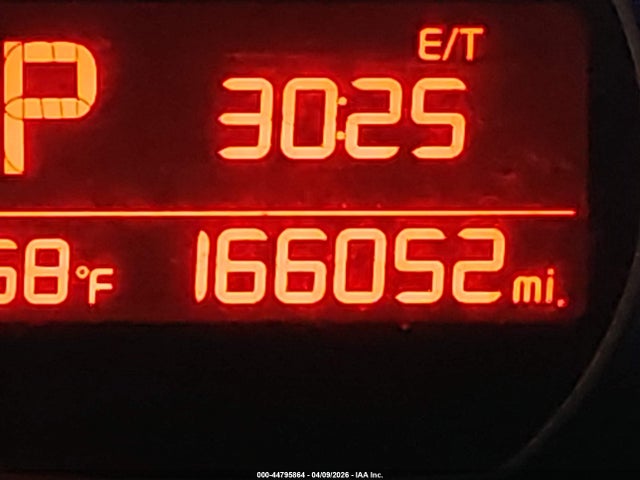 E/T
P 30:25
68°F 166052 mi.
000-44795864 - 04/09/2026 - IAA Inc.